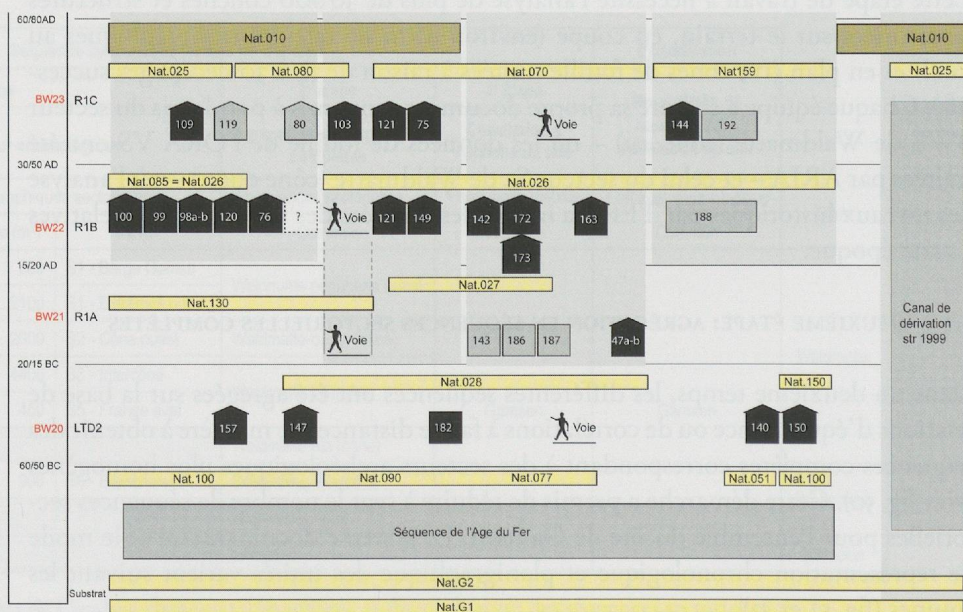 60/80AD
Nat.010
Nat.010
Nat.025
Nat.080
Nat.070
Nat159
Nat.025
BW23
R1C
109
119
80
103
121
75
Voie
144
192
30/50 AD
Nat.085 = Nat.026
Nat.026
BW22
R1B
100
99
98a-b
120
76
?
Voie
121
149
142
172
163
188
173
15/20 AD
Nat.027
Nat.130
BW21
R1A
Voie
143
186
187
47a-b
Canal de
dérivation
str 1999
20/15 BC
Nat.028
Nat.150
BW20
LTD2
157
147
182
Voie
140
150
60/50 BC
Nat.100
Nat.090
Nat.077
Nat.051
Nat.100
Séquence de l'Age du Fer
Substrat
Nat.G2
Nat.G1